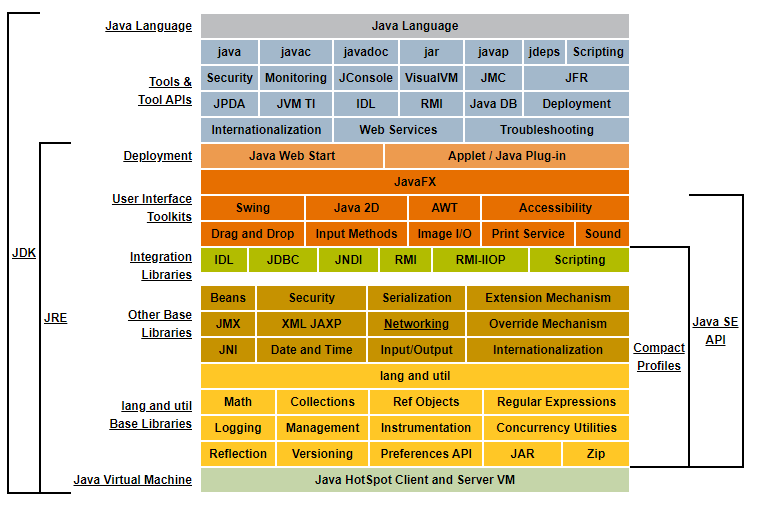 Java Language Java Language
java javac javadoc jar javap jdeps Scripting
Tools &
Tool APIs
Security Monitoring JConsole VisualVM JMC JFR
JPDA JVM TI IDL RMI Java DB Deployment
Internationalization Web Services Troubleshooting
Deployment Java Web Start Applet / Java Plug-in
JavaFX
User Interface
Toolkits
Swing Java 2D AWT Accessibility
Drag and Drop Input Methods Image I/O Print Service Sound
JDK
Integration
Libraries
IDL JDBC JNDI RMI RMI-IIOP Scripting
JRE
Other Base
Libraries
Beans Security Serialization Extension Mechanism
JMX XML JAXP Networking Override Mechanism
JNI Date and Time Input/Output Internationalization
Java SE
API
Compact
Profiles
lang and util
lang and util
Base Libraries
Math Collections Ref Objects Regular Expressions
Logging Management Instrumentation Concurrency Utilities
Reflection Versioning Preferences API JAR Zip
Java Virtual Machine Java HotSpot Client and Server VM